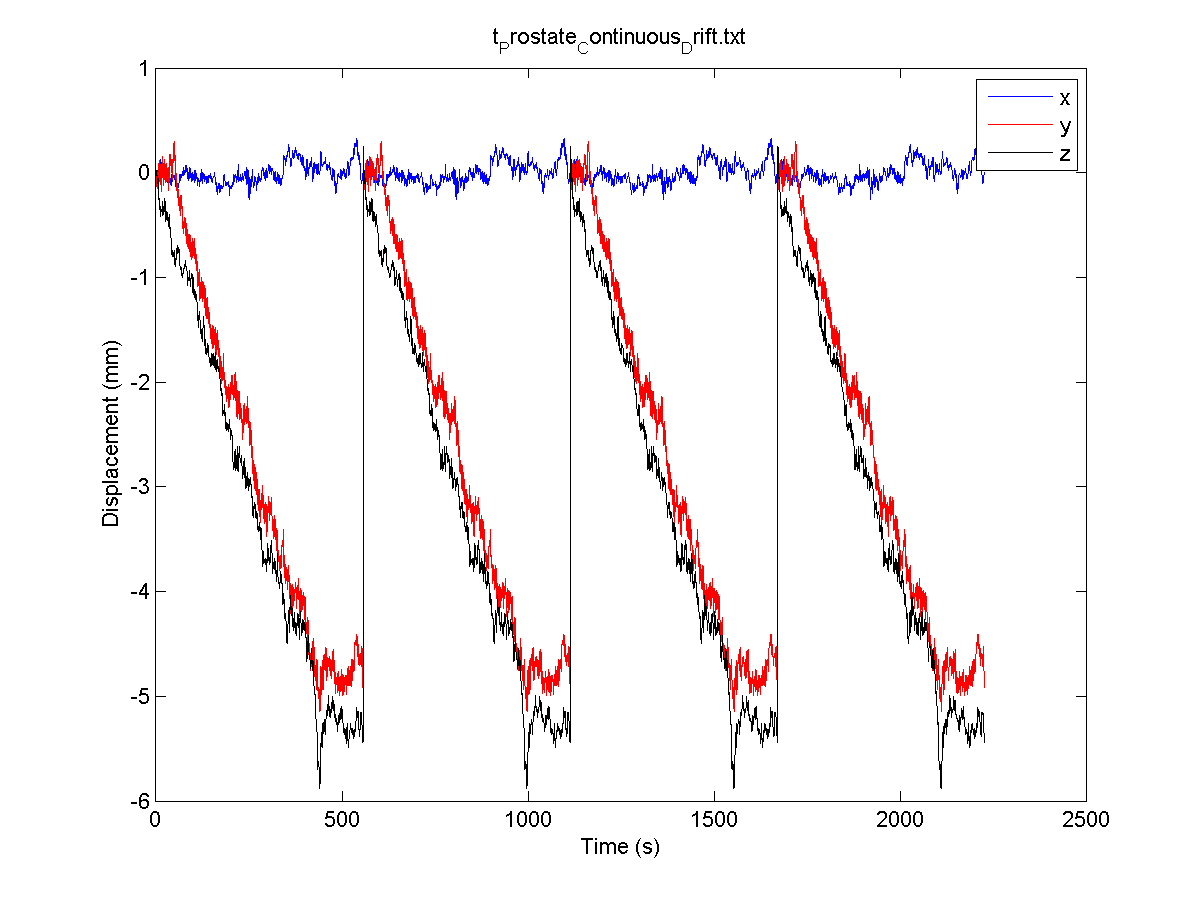 t_Prostate_Continuous_Drift.txt
x
y
z
1
0
-1
-2
-3
-4
-5
-6
Displacement (mm)
0 500 1000 1500 2000 2500
Time (s)